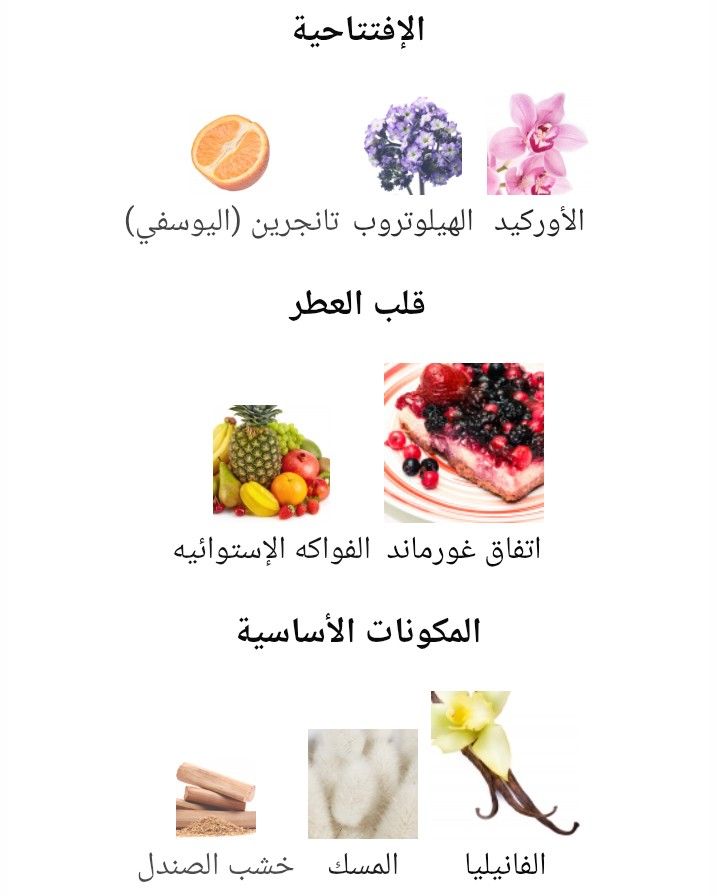 الإفتتاحية
الأوركيد الهيلوتروب تانجرين (اليوسفي)
قلب العطر
اتفاق غورماند الفواكه الإستوائيه
المكونات الأساسية
الفانيليا المسك خشب الصندل